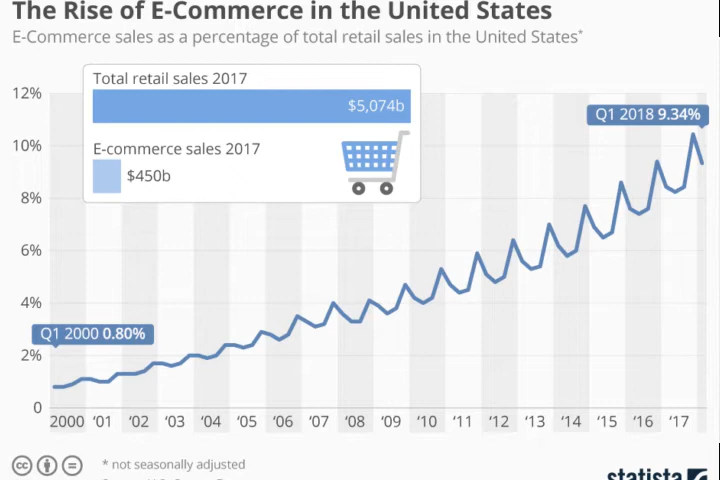 The Rise of E-Commerce in the United States
E-Commerce sales as a percentage of total retail sales in the United States*
Total retail sales 2017
$5,074b
E-commerce sales 2017
$450b
12%
10%
8%
6%
4%
2%
0
Q1 2018 9.34%
Q1 2000 0.80%
2000 '01 '02 '03 '04 '05 '06 '07 '08 '09 '10 '11 '12 '13 '14 '15 '16 '17
* not seasonally adjusted
statista